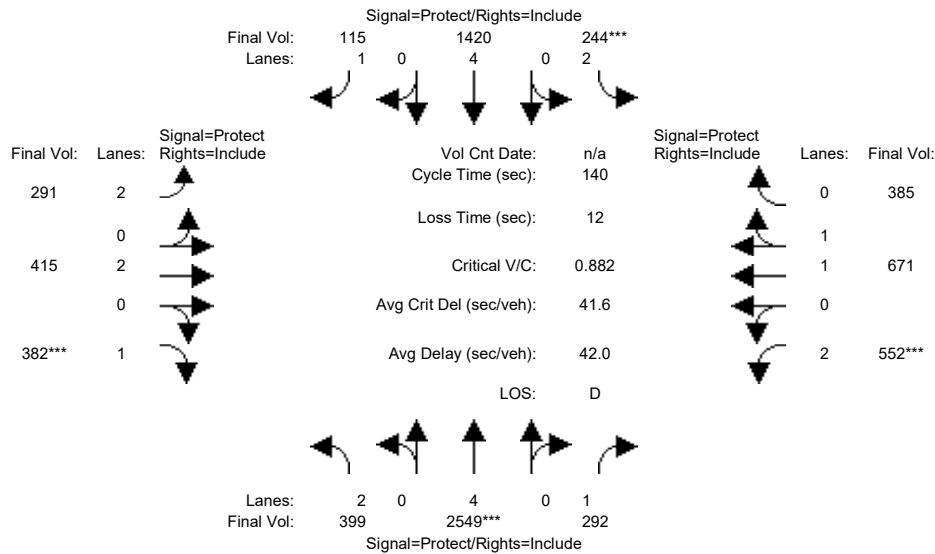 Signal=Protect/Rights=Include
Final Vol: 115 1420 244***
Lanes: 1 0 4 0 2
Signal=Protect
Final Vol: Lanes: Rights=Include
Vol Cnt Date: n/a
Cycle Time (sec): 140
Signal=Protect
Rights=Include Lanes: Final Vol:
291 2
0 385
Loss Time (sec): 12
0
1
415 2
Critical V/C: 0.882
1 671
0
Avg Crit Del (sec/veh): 41.6
0
382*** 1
Avg Delay (sec/veh): 42.0
2 552***
LOS: D
Lanes: 2 0 4 0 1
Final Vol: 399 2549*** 292
Signal=Protect/Rights=Include